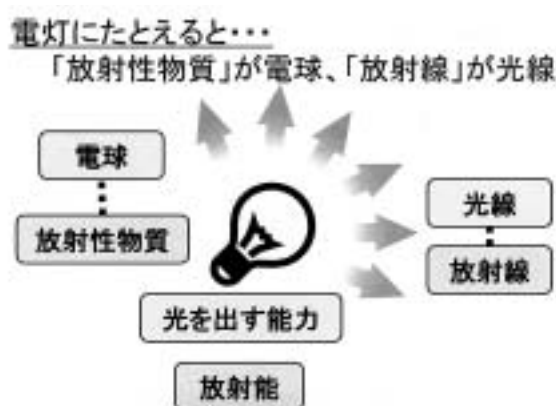 電灯にたとえると・・・
「放射性物質」が電球、「放射線」が光線
電球
放射性物質
光線
放射線
光を出す能力
放射能